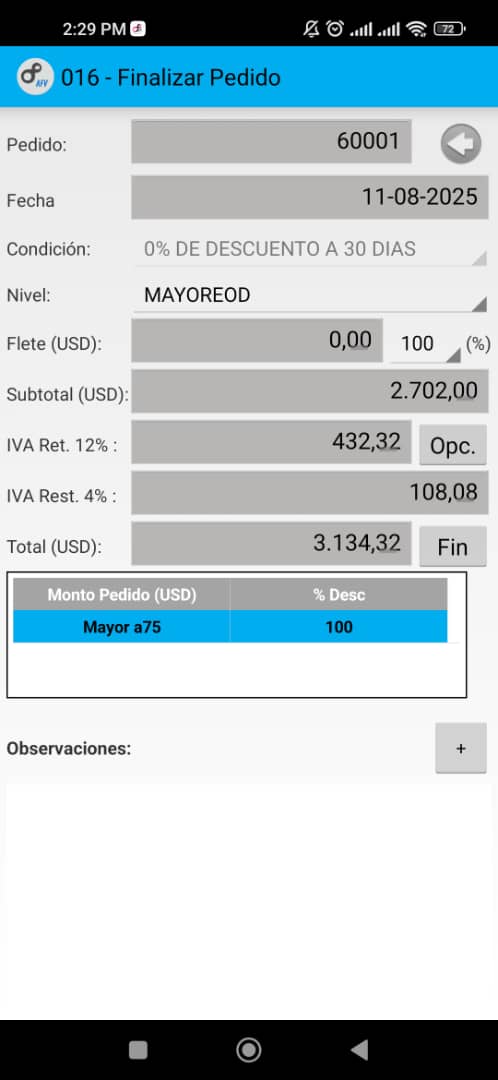 2:29 PM 72
AFV 016 - Finalizar Pedido
Pedido: 60001
Fecha 11-08-2025
Condición: 0% DE DESCUENTO A 30 DIAS
Nivel: MAYOREOD
Flete (USD): 0,00 100 (%)
Subtotal (USD): 2.702,00
IVA Ret. 12% : 432,32 Opc.
IVA Rest. 4% : 108,08
Total (USD): 3.134,32 Fin
Monto Pedido (USD) % Desc
Mayor a75 100
Observaciones: +